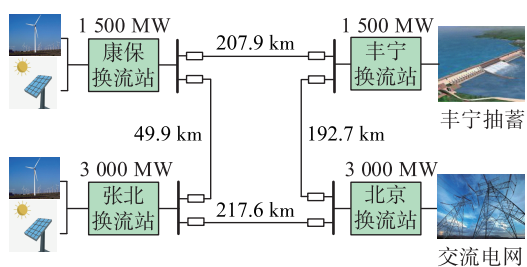 1 500 MW
康保
换流站
207.9 km
1 500 MW
丰宁
换流站
丰宁抽蓄
49.9 km
192.7 km
3 000 MW
张北
换流站
217.6 km
3 000 MW
北京
换流站
交流电网